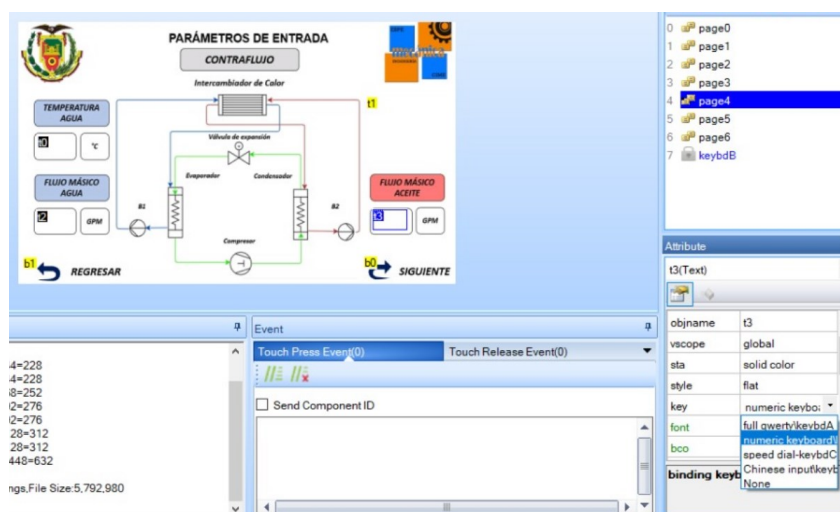 PARÁMETROS DE ENTRADA
CONTRAFLUJO
Intercambiador de Calor
t1
TEMPERATURA
AGUA
t0
°C
Válvula de expansión
Evaporador
Condensador
FLUJO MÁSICO
AGUA
t2
GPM
B1
B2
FLUJO MÁSICO
ACEITE
t3
GPM
Compresor
b1
REGRESAR
b0
SIGUIENTE
0 page0
1 page1
2 page2
3 page3
4 page4
5 page5
6 page6
7 keybdB
Attribute
t3(Text)
objname t3
vscope global
sta solid color
style flat
key numeric keyboa
font
bco
full qwerty\keybdA
numeric keyboard\
speed dial-keybdC
Chinese input\keyb
None
binding keyb
Event
Touch Press Event(0)
Touch Release Event(0)
Send Component ID
4=228
4=228
8=252
02=276
02=276
28=312
28=312
448=632
ngs,File Size:5,792,980